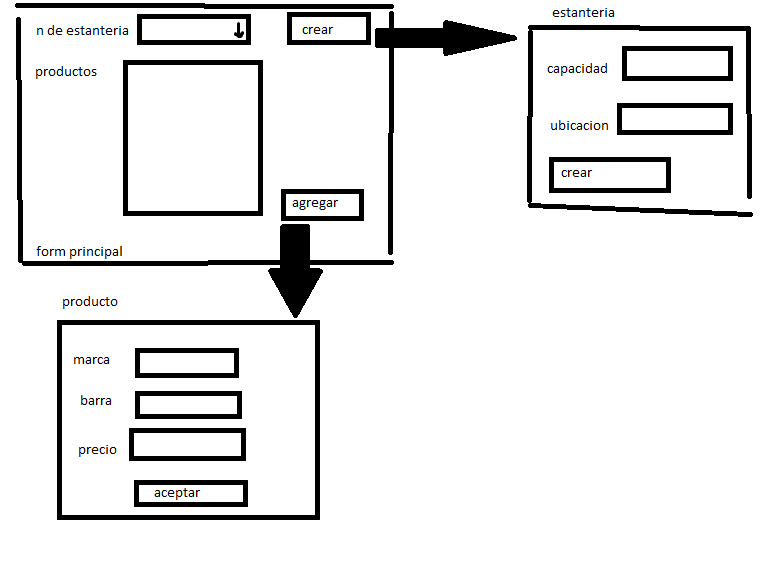 n de estanteria
crear
productos
agregar
form principal
estanteria
capacidad
ubicacion
crear
producto
marca
barra
precio
aceptar